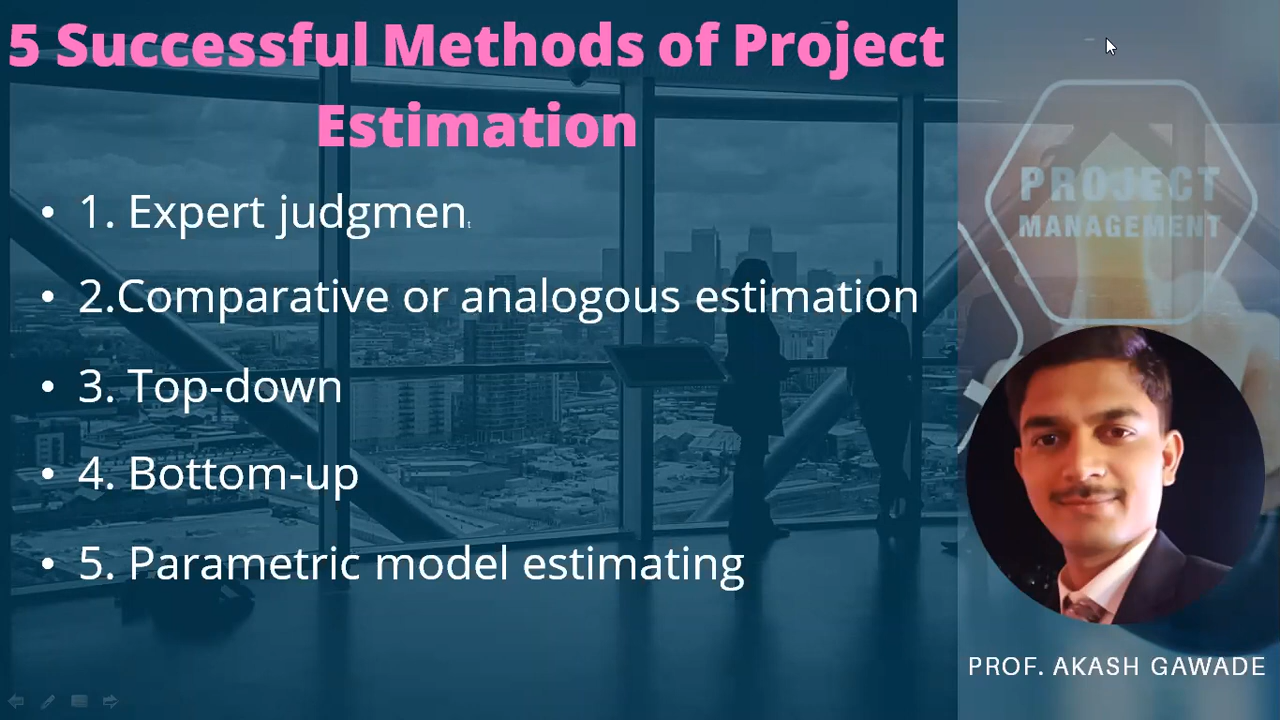 5 Successful Methods of Project
Estimation
• 1. Expert judgment
• 2.Comparative or analogous estimation
• 3. Top-down
• 4. Bottom-up
• 5. Parametric model estimating
PROJECT
MANAGEMENT
PROF. AKASH GAWADE